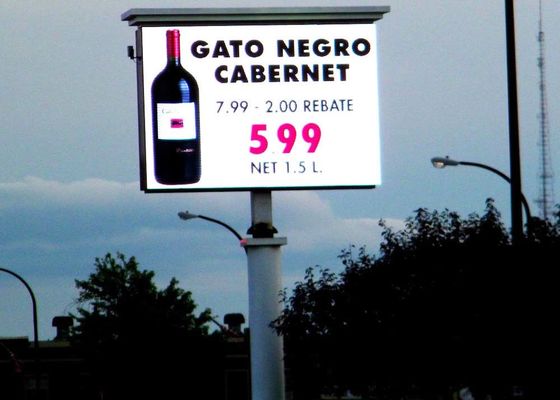 GATO NEGRO
CABERNET
7.99 - 2.00 REBATE
5.99
NET 1.5 L.